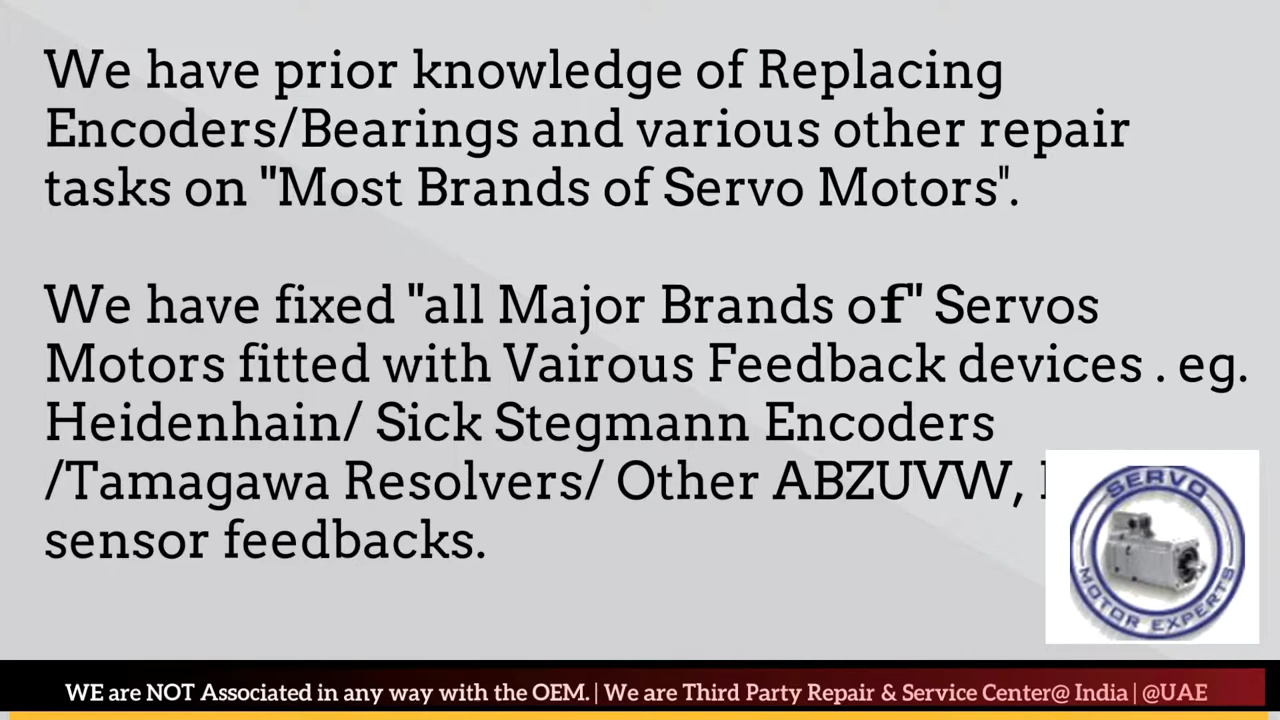 We have prior knowledge of Replacing
Encoders/Bearings and various other repair
tasks on "Most Brands of Servo Motors".
We have fixed "all Major Brands of" Servos
Motors fitted with Vairous Feedback devices . eg.
Heidenhain/ Sick Stegmann Encoders
/Tamagawa Resolvers/ Other ABZUVW,
sensor feedbacks.
SERVO
MOTOR EXPERTS
WE are NOT Associated in any way with the OEM. | We are Third Party Repair & Service Center@ India | @UAE